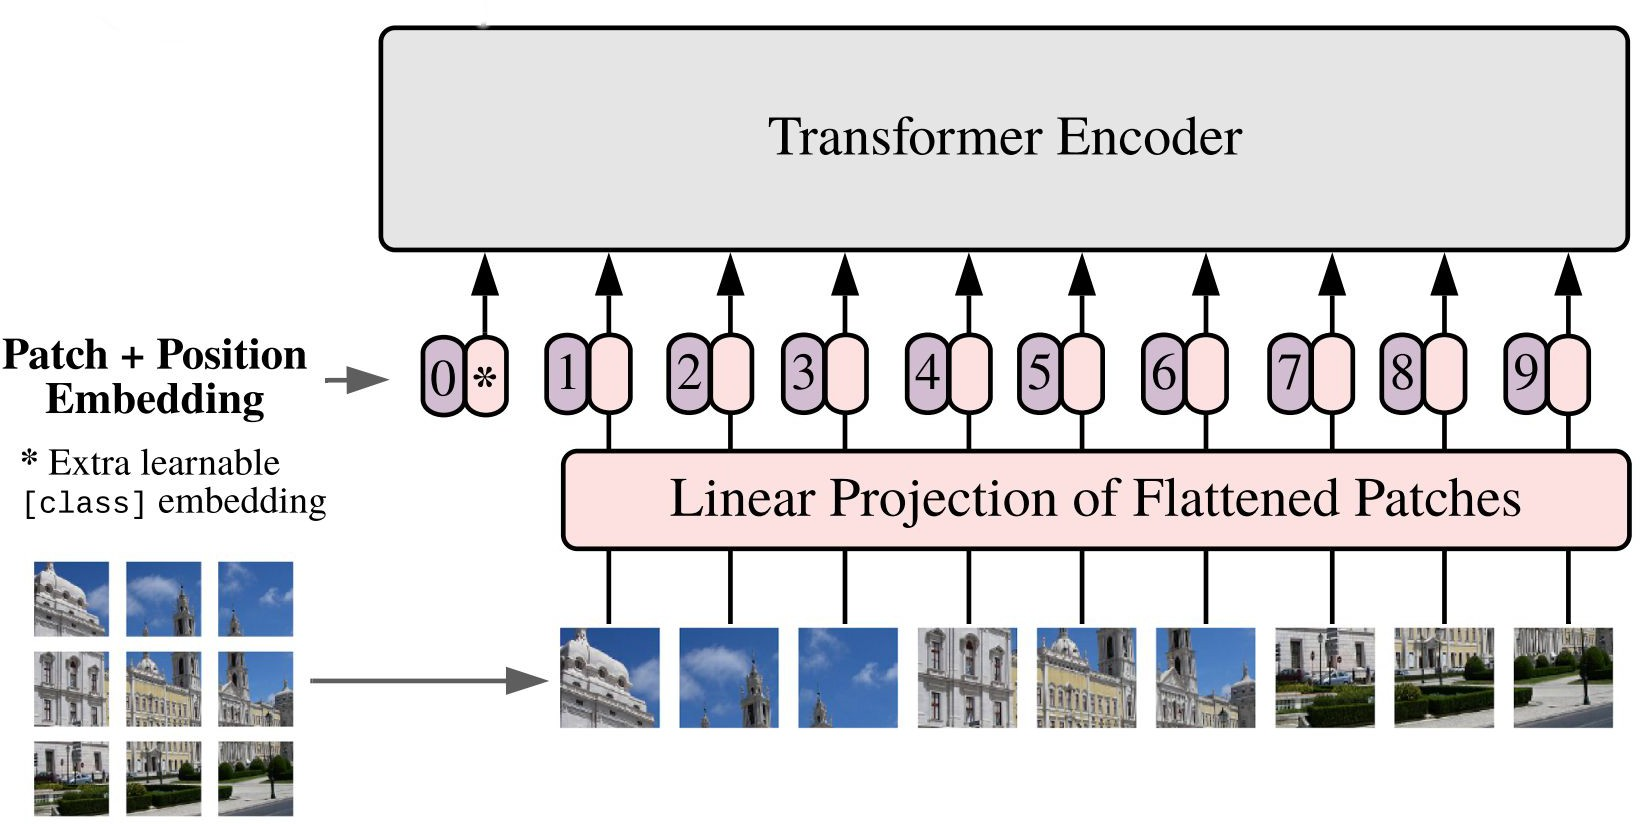 Transformer Encoder
Patch + Position
Embedding
0 * 1 2 3 4 5 6 7 8 9
* Extra learnable
[class] embedding
Linear Projection of Flattened Patches